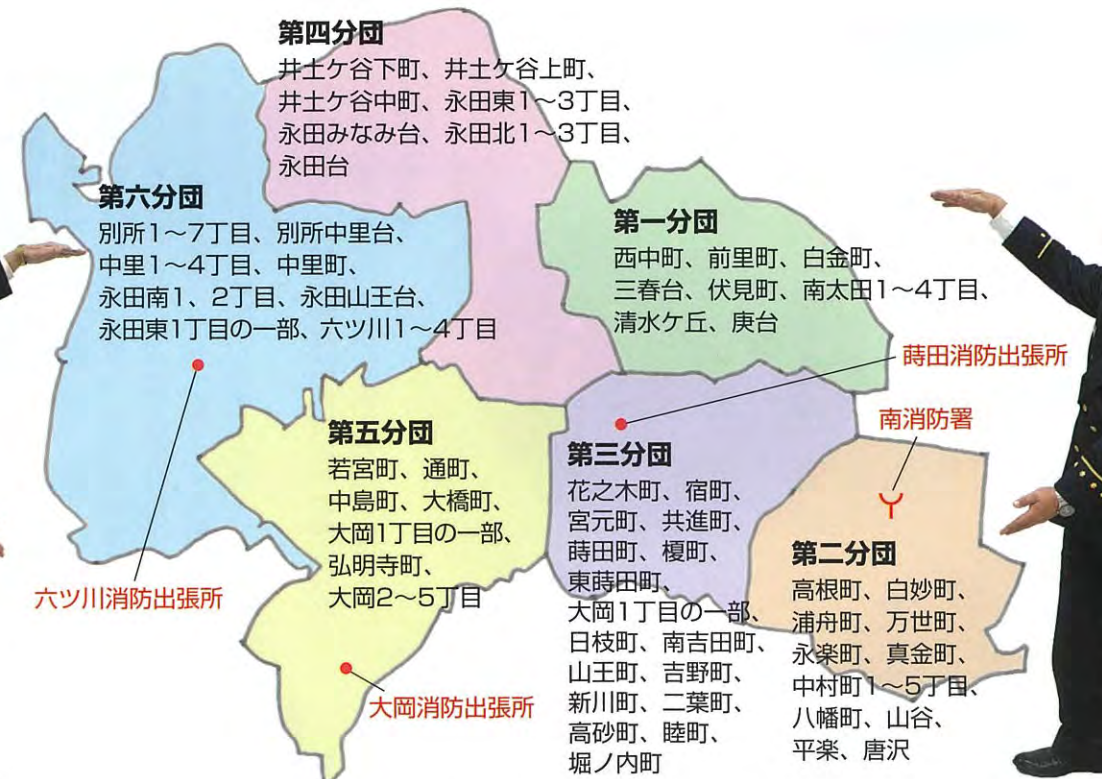 第四分団
井土ケ谷下町、井土ケ谷上町、
井土ケ谷中町、永田東1〜3丁目、
永田みなみ台、永田北1〜3丁目、
永田台
第六分団
別所1〜7丁目、別所中里台、
中里1〜4丁目、中里町、
永田南1、2丁目、永田山王台、
永田東1丁目の一部、六ツ川1〜4丁目
第一分団
西中町、前里町、白金町、
三春台、伏見町、南太田1〜4丁目、
清水ケ丘、庚台
蒔田消防出張所
南消防署
第五分団
若宮町、通町、
中島町、大橋町、
大岡1丁目の一部、
弘明寺町、
大岡2〜5丁目
第三分団
花之木町、宿町、
宮元町、共進町、
蒔田町、榎町、
東蒔田町、
大岡1丁目の一部、
日枝町、南吉田町、
山王町、吉野町、
新川町、二葉町、
高砂町、睦町、
堀ノ内町
第二分団
高根町、白妙町、
浦舟町、万世町、
永楽町、真金町、
中村町1〜5丁目、
八幡町、山谷、
平楽、唐沢
六ツ川消防出張所
大岡消防出張所